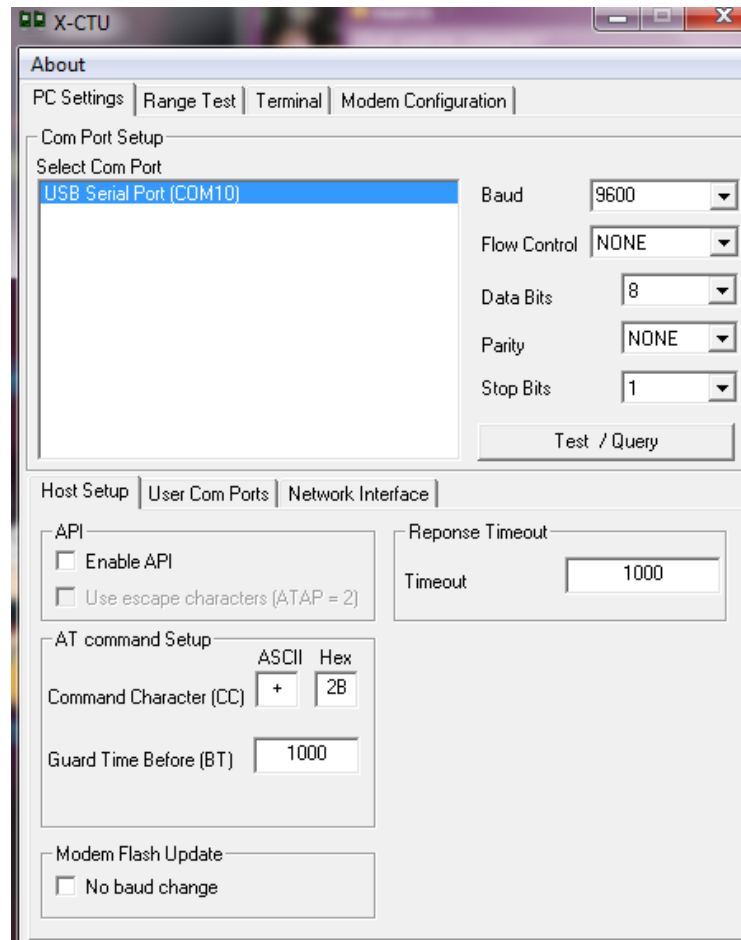 X-CTU
About
PC Settings Range Test Terminal Modem Configuration
Com Port Setup
Select Com Port
USB Serial Port (COM10)
Baud 9600
Flow Control NONE
Data Bits 8
Parity NONE
Stop Bits 1
Test / Query
Host Setup User Com Ports Network Interface
API
Enable API
Use escape characters (ATAP = 2)
Reponse Timeout
Timeout 1000
AT command Setup
ASCII Hex
Command Character (CC) + 2B
Guard Time Before (BT) 1000
Modem Flash Update
No baud change